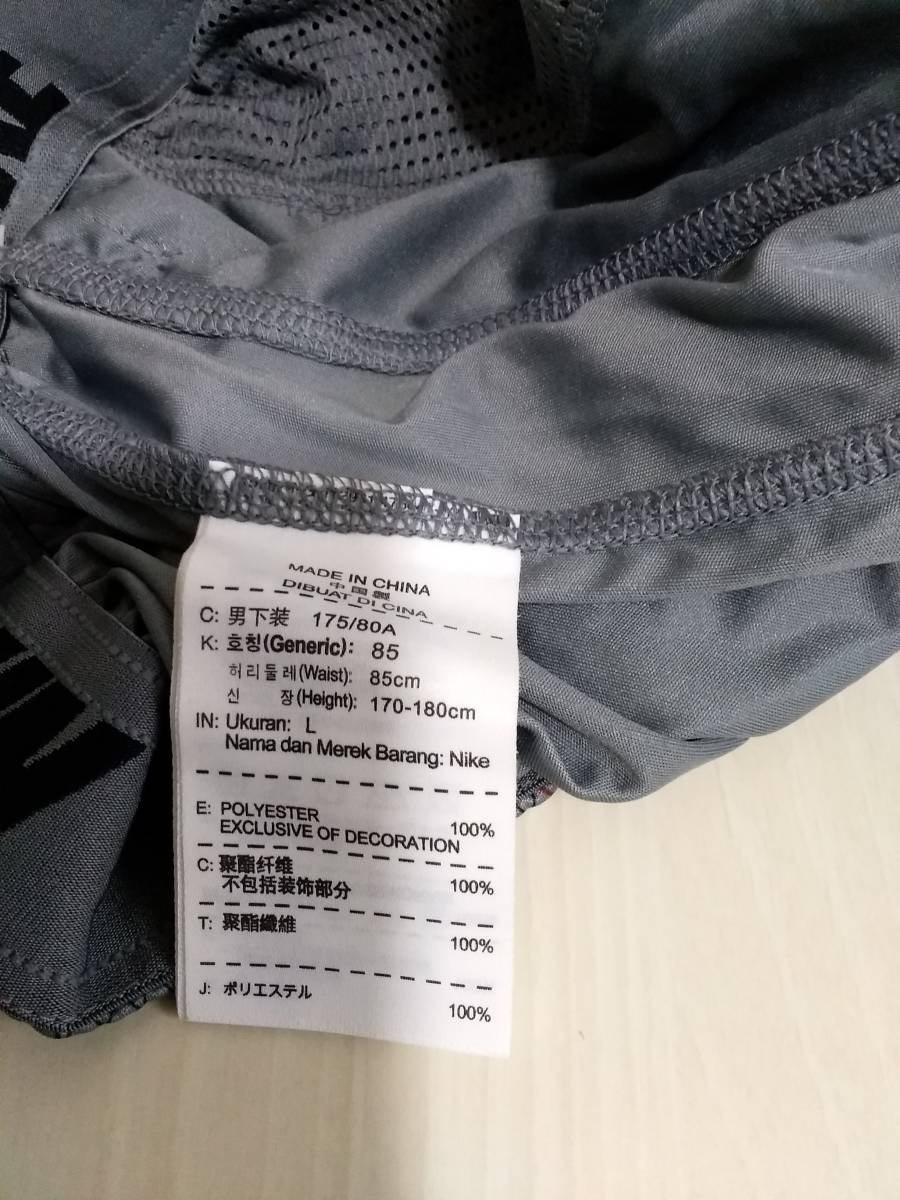 MADE IN CHINA
中国製
DIBUAT DI CINA
C: 男下装 175/80A
K: 호칭(Generic): 85
허리둘레(Waist): 85cm
신 장(Height): 170-180cm
IN: Ukuran: L
Nama dan Merek Barang: Nike
E: POLYESTER 100%
EXCLUSIVE OF DECORATION
C: 聚酯纤维 100%
不包括装饰部分
T: 聚酯纖維 100%
J: ポリエステル 100%